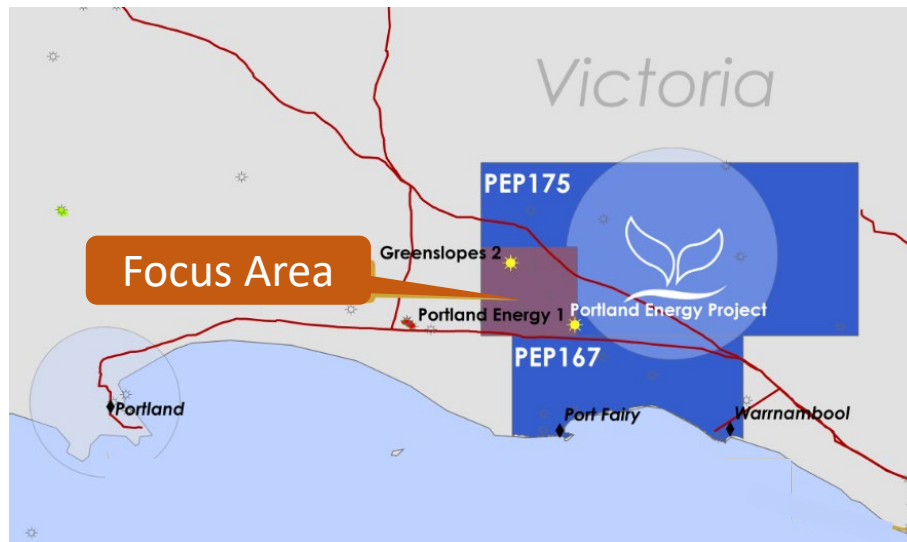 Victoria
PEP175
Greenslopes 2
Focus Area
Portland Energy 1
Portland Energy Project
PEP167
Portland
Port Fairy
Warrnambool